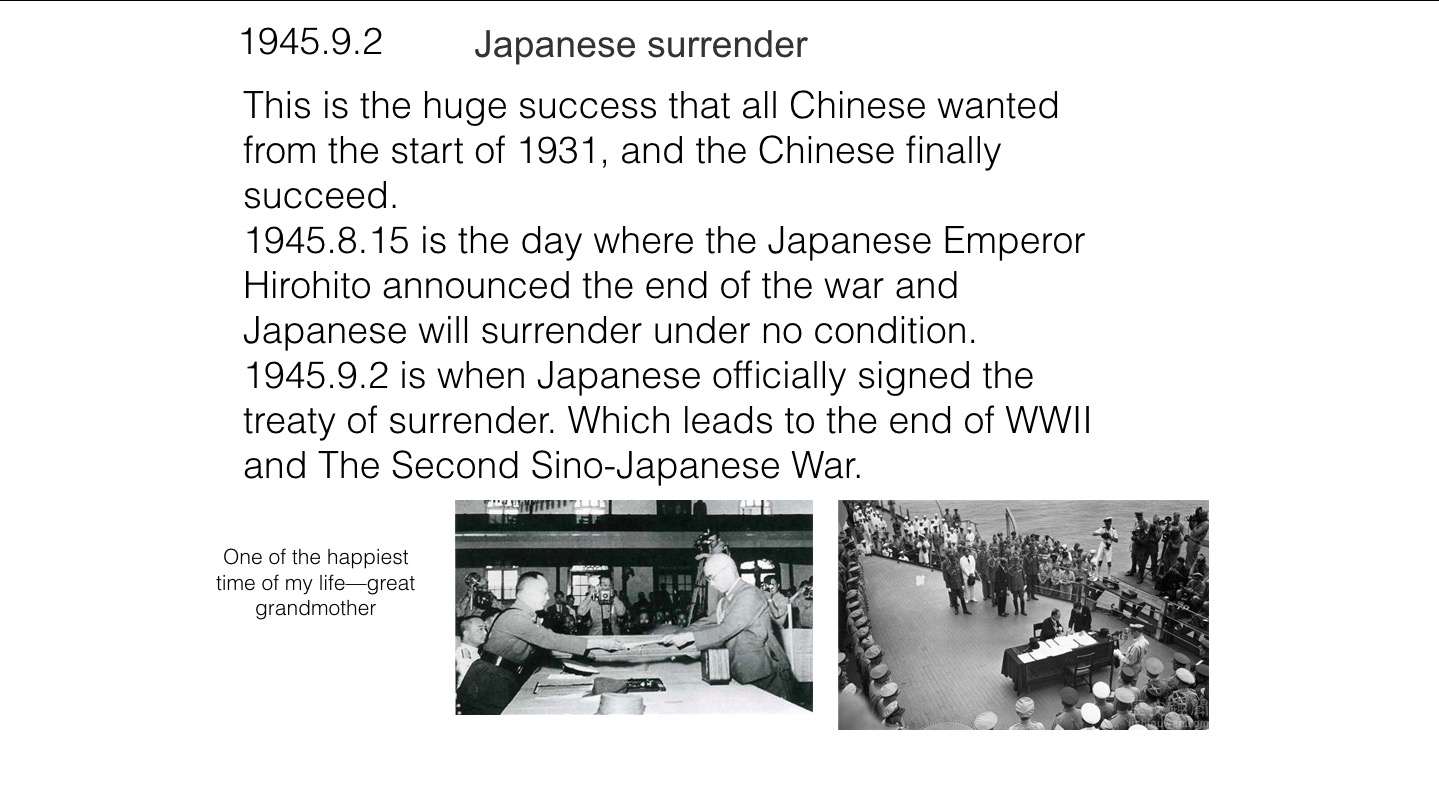 1945.9.2 Japanese surrender
This is the huge success that all Chinese wanted
from the start of 1931, and the Chinese finally
succeed.
1945.8.15 is the day where the Japanese Emperor
Hirohito announced the end of the war and
Japanese will surrender under no condition.
1945.9.2 is when Japanese officially signed the
treaty of surrender. Which leads to the end of WWII
and The Second Sino-Japanese War.
One of the happiest
time of my life—great
grandmother